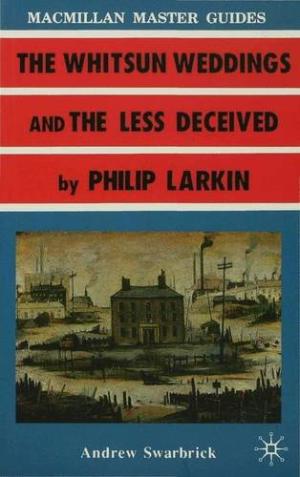 MACMILLAN MASTER GUIDES
THE WHITSUN WEDDINGS
AND THE LESS DECEIVED
by PHILIP LARKIN
Andrew Swarbrick